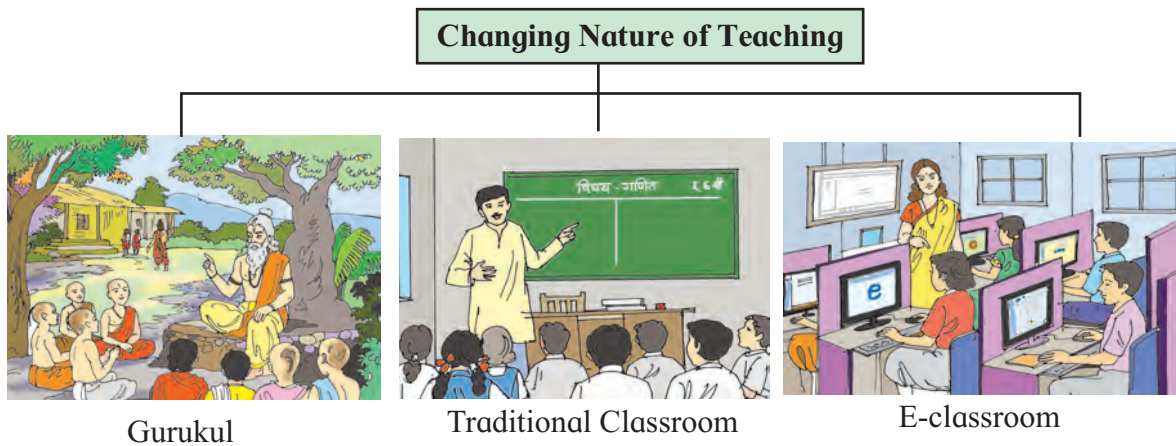 Changing Nature of Teaching
विषय - गणित
Gurukul
Traditional Classroom
E-classroom